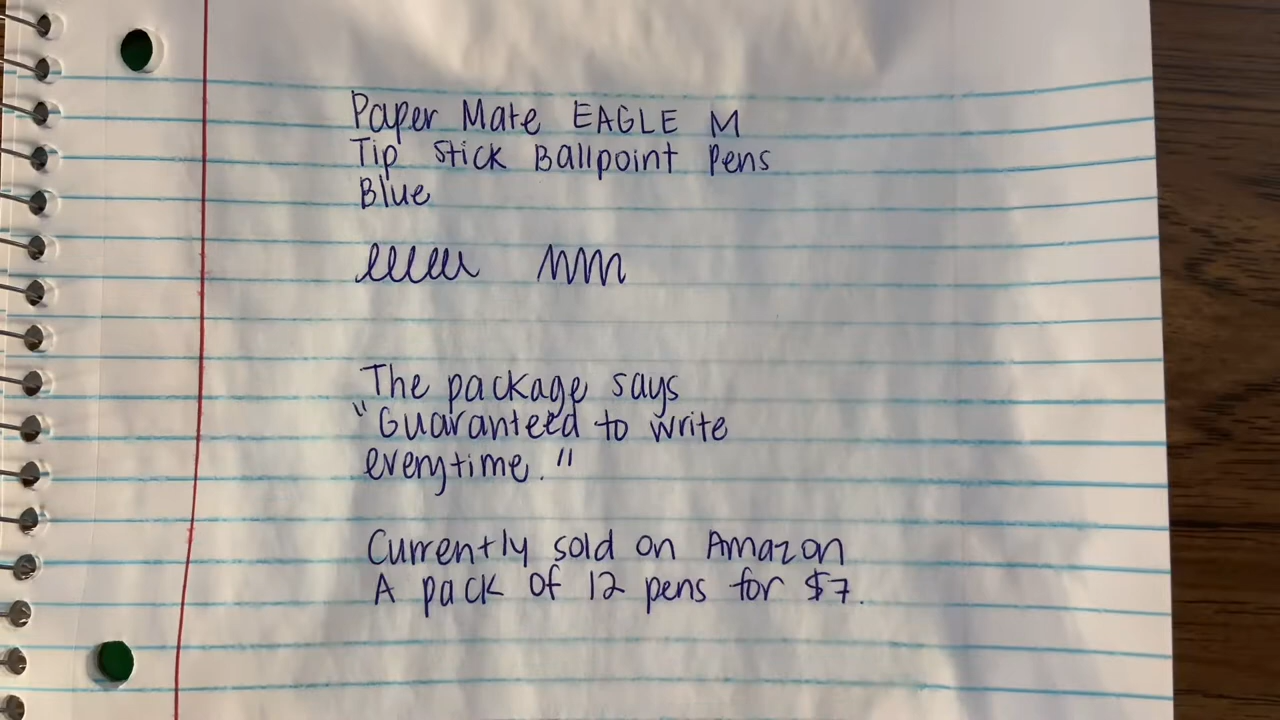 Paper Mate EAGLE M
Tip Stick Ballpoint Pens
Blue
The package says
"Guaranteed to write
everytime."
Currently sold on Amazon
A pack of 12 pens for $7.